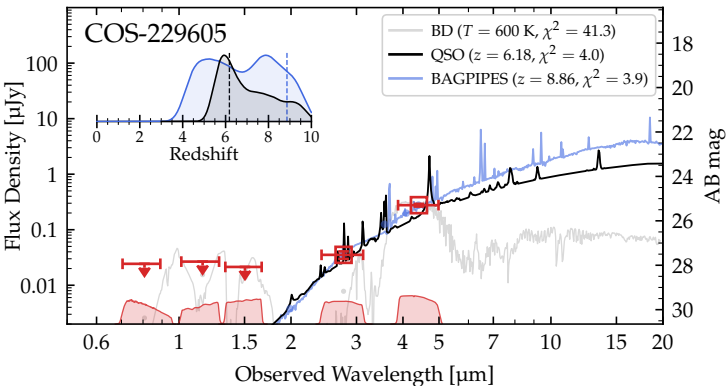 COS-229605
BD (T = 600 K, χ² = 41.3)
QSO (z = 6.18, χ² = 4.0)
BAGPIPES (z = 8.86, χ² = 3.9)
100
10
1
0.1
0.01
Flux Density [μJy]
18
20
22
24
26
28
30
AB mag
0 2 4 6 8 10
Redshift
0.6 1 1.5 2 3 4 5 7 10 15 20
Observed Wavelength [μm]